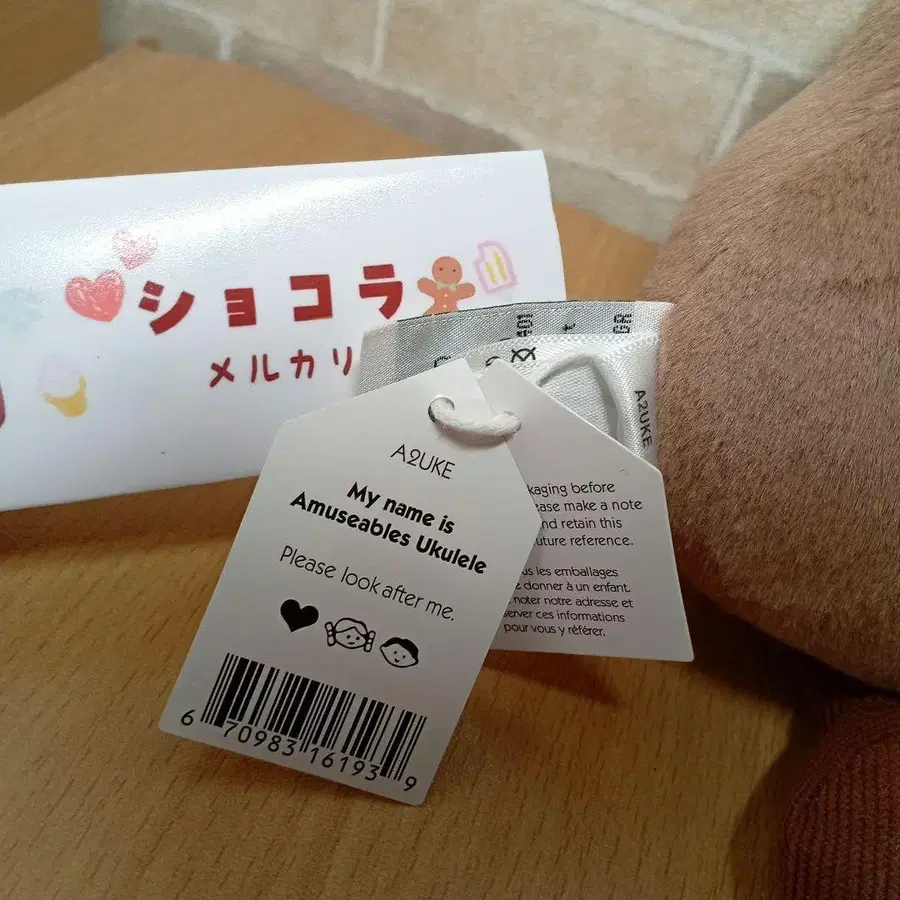 ショコラ
メルカリ
A2UKE
My name is
Amuseables Ukulele
Please look after me.
6 70983 16193 9
kaging before
ease make a note
nd retain this
uture reference.
us les emballages
donner à un enfant.
noter notre adresse et
server ces informations
pour vous y référer.
A2UKE